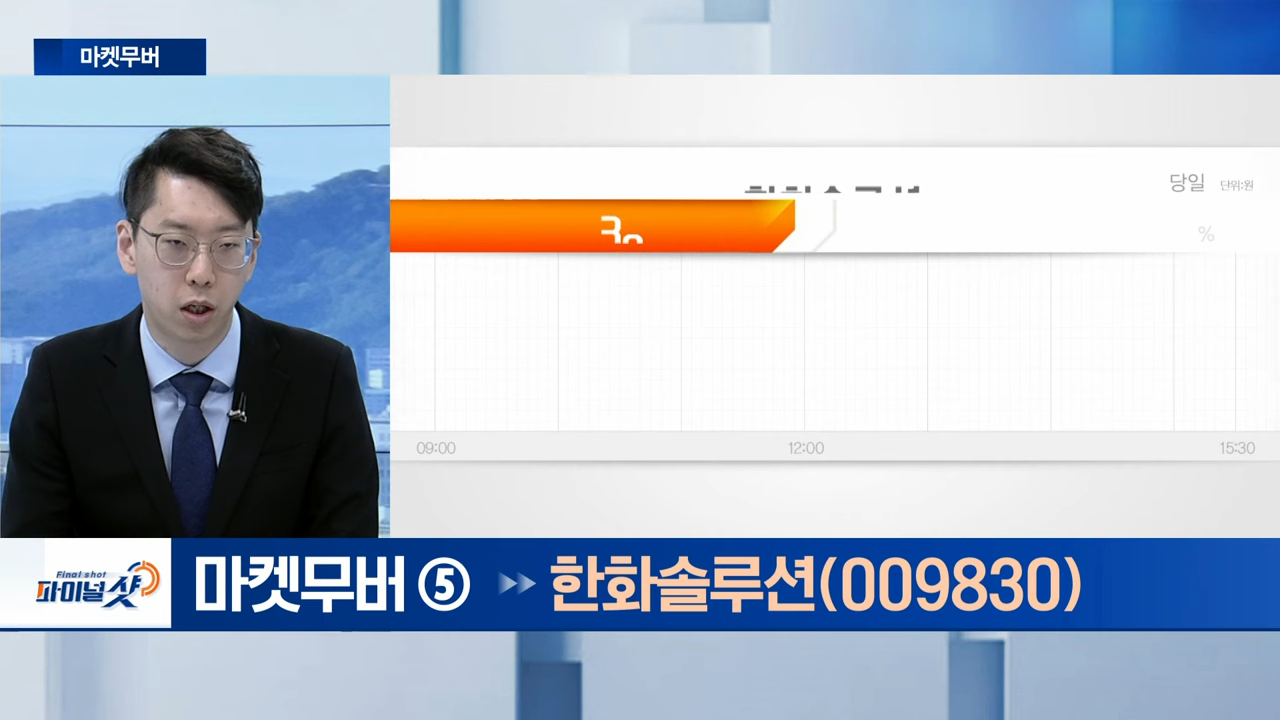 마켓무버
당일 단위:원
%
09:00 12:00 15:30
Final shot
파이널샷
마켓무버 ⑤ 한화솔루션(009830)